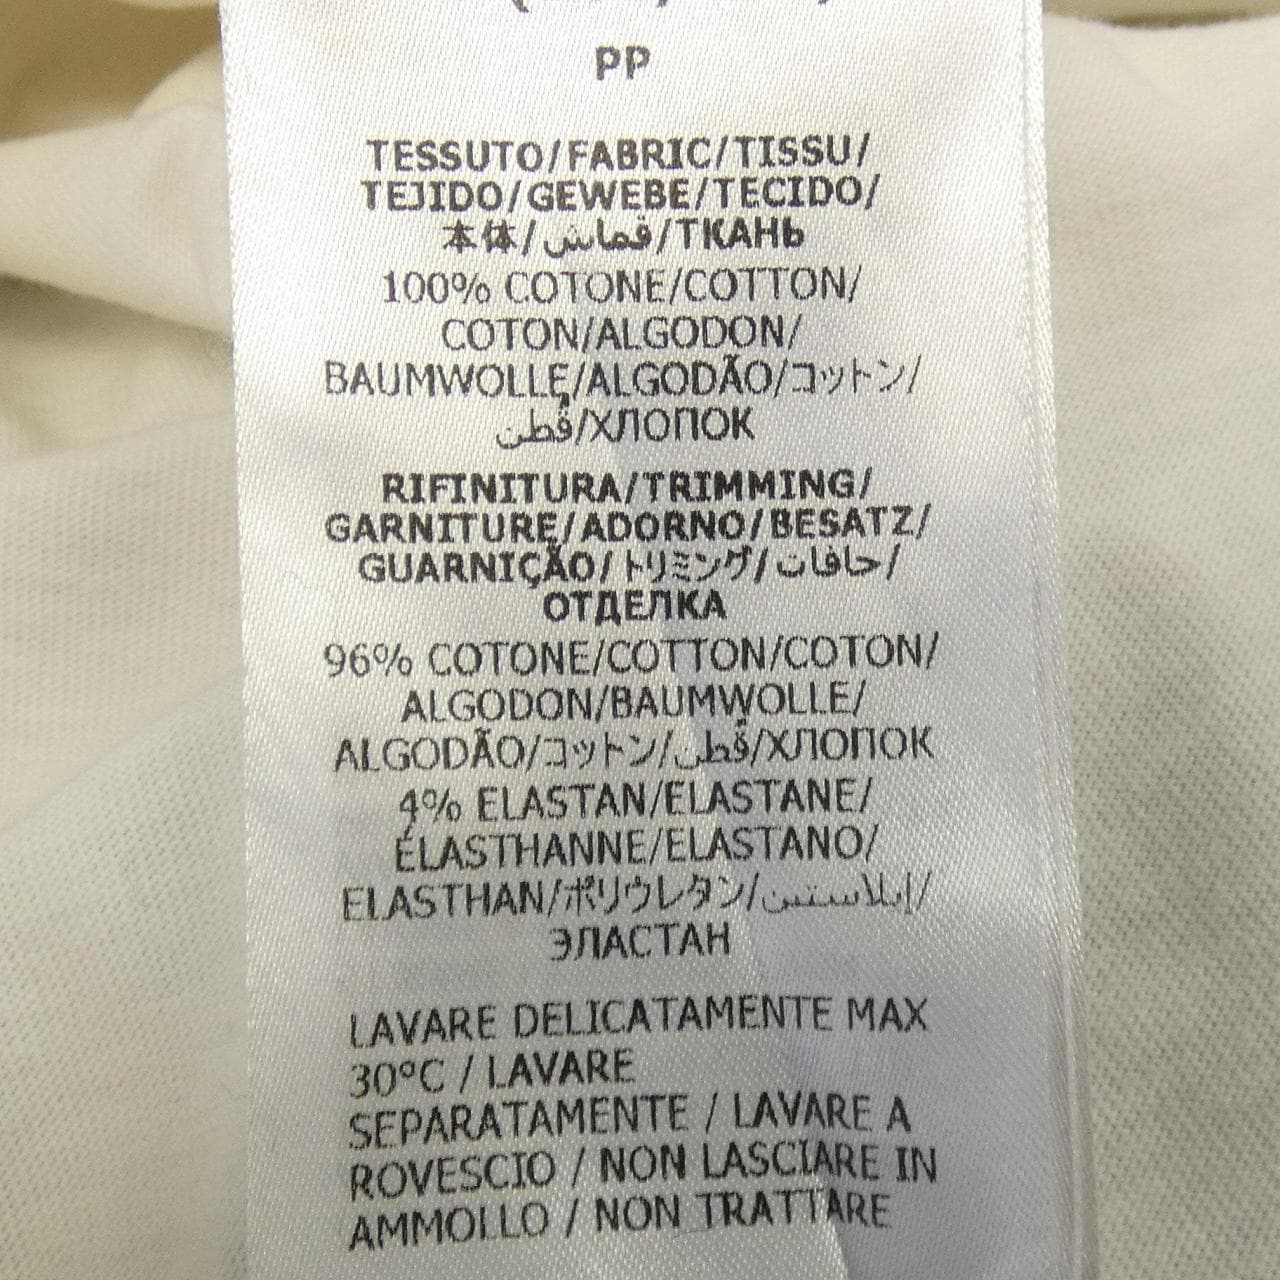 PP
TESSUTO/FABRIC/TISSU/
TEJIDO/GEWEBE/TECIDO/
本体/قماش/ТКАНЬ
100% COTONE/COTTON/
COTON/ALGODON/
BAUMWOLLE/ALGODÃO/コットン/
قُطن/ХЛОПОК
RIFINITURA/TRIMMING/
GARNITURE/ADORNO/BESATZ/
GUARNIÇÃO/トリミング/حافات/
ОТДЕЛКА
96% COTONE/COTTON/COTON/
ALGODON/BAUMWOLLE/
ALGODÃO/コットン/قُطن/ХЛОПОК
4% ELASTAN/ELASTANE/
ÉLASTHANNE/ELASTANO/
ELASTHAN/ポリウレタン/إيلاستين/
ЭЛАСТАН
LAVARE DELICATAMENTE MAX
30°C / LAVARE
SEPARATAMENTE / LAVARE A
ROVESCIO / NON LASCIARE IN
AMMOLLO / NON TRATTARE